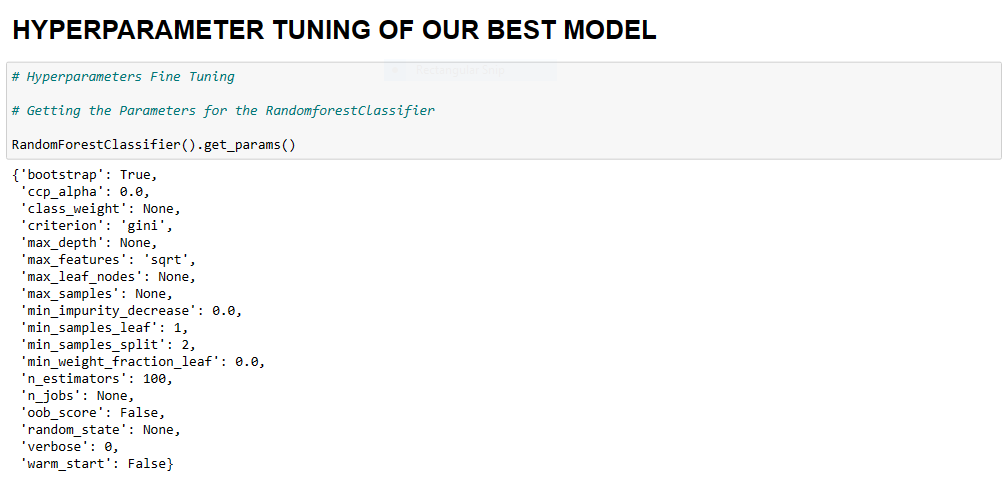 HYPERPARAMETER TUNING OF OUR BEST MODEL
# Hyperparameters Fine Tuning
# Getting the Parameters for the RandomforestClassifier
RandomForestClassifier().get_params()
{'bootstrap': True,
'ccp_alpha': 0.0,
'class_weight': None,
'criterion': 'gini',
'max_depth': None,
'max_features': 'sqrt',
'max_leaf_nodes': None,
'max_samples': None,
'min_impurity_decrease': 0.0,
'min_samples_leaf': 1,
'min_samples_split': 2,
'min_weight_fraction_leaf': 0.0,
'n_estimators': 100,
'n_jobs': None,
'oob_score': False,
'random_state': None,
'verbose': 0,
'warm_start': False}